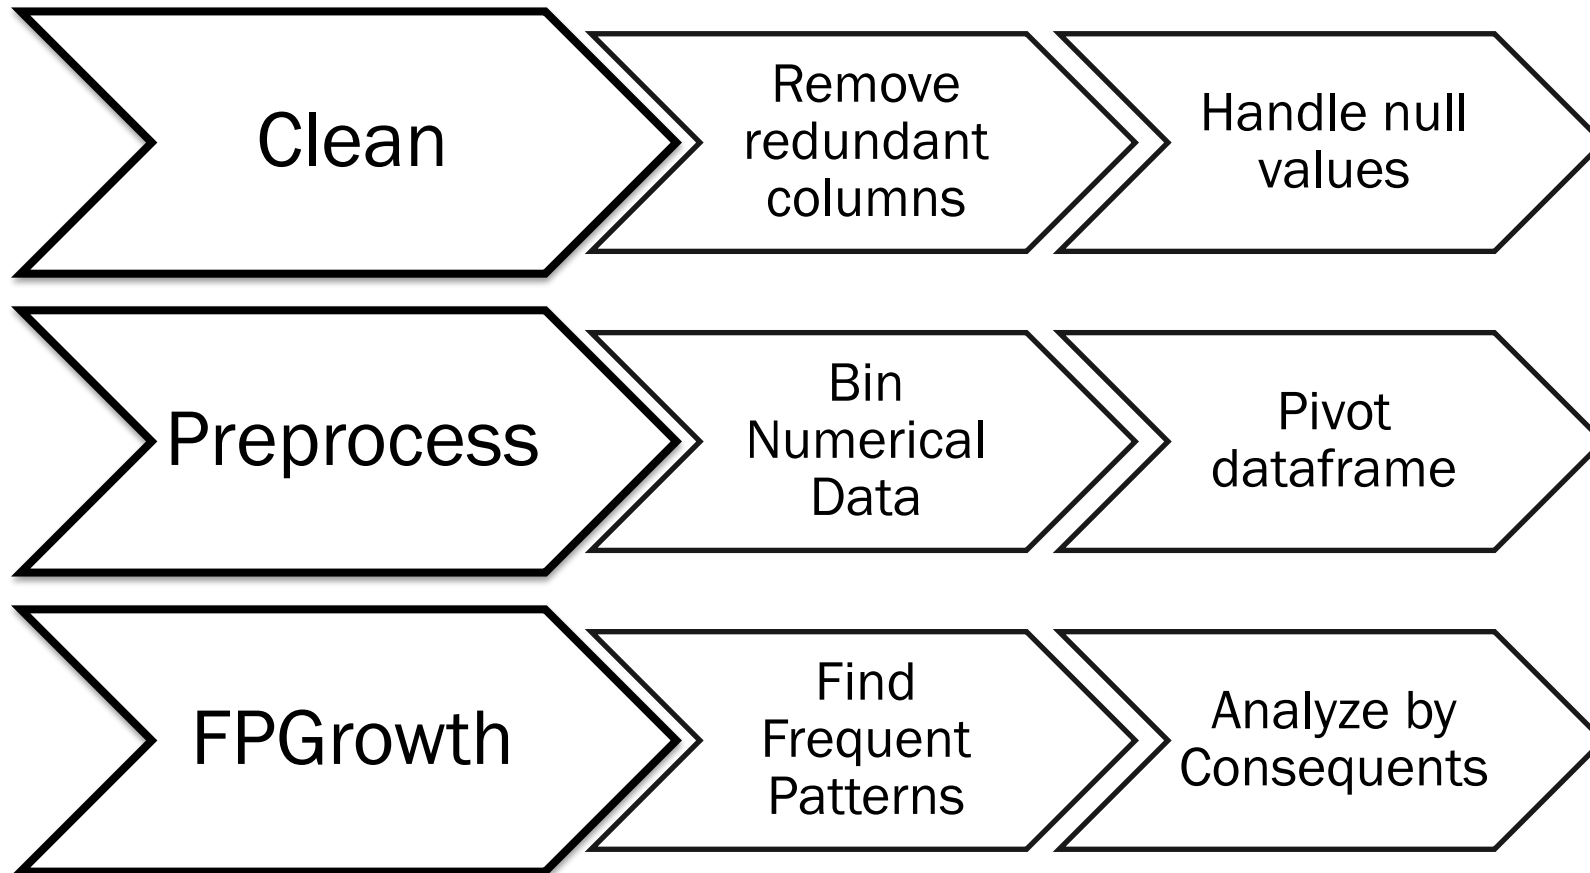 Clean
Remove
redundant
columns
Handle null
values
Preprocess
Bin
Numerical
Data
Pivot
dataframe
FPGrowth
Find
Frequent
Patterns
Analyze by
Consequents